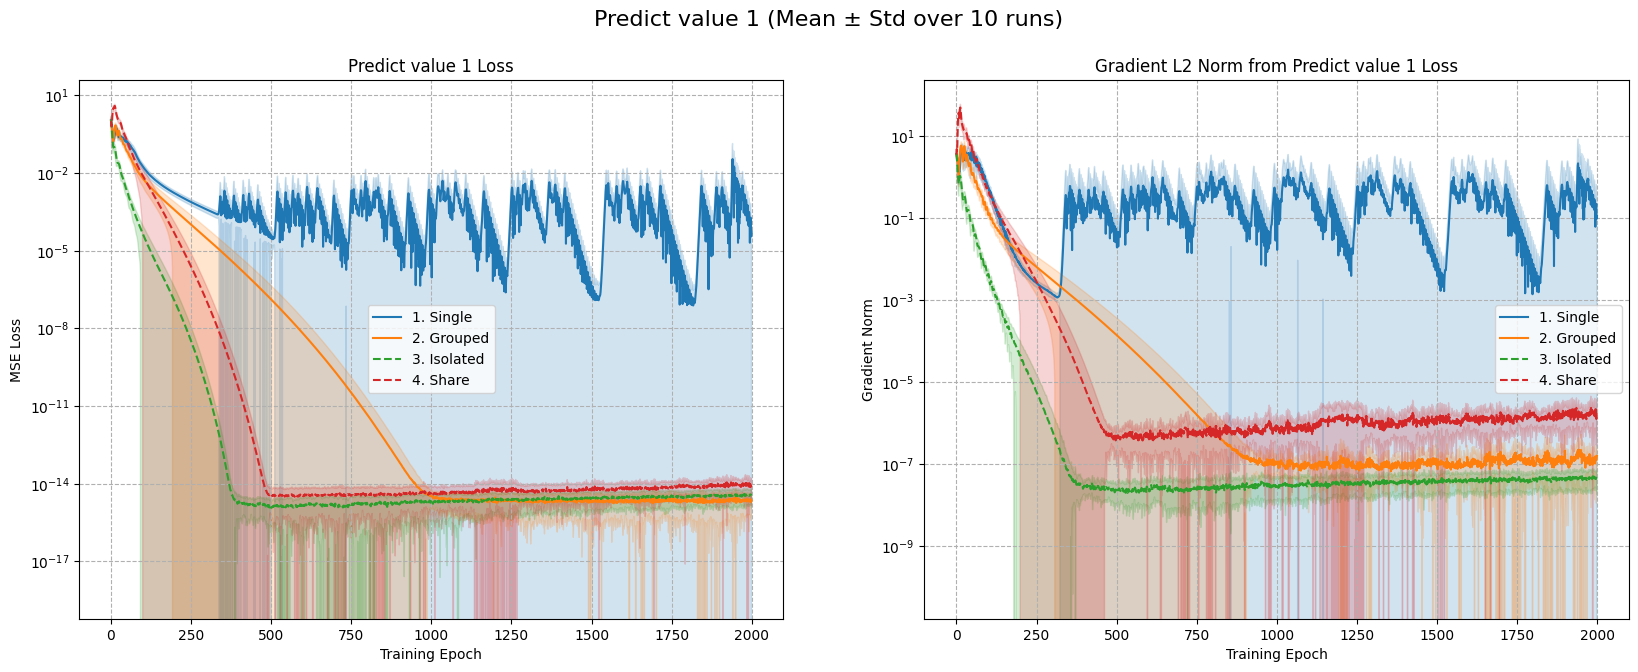 Predict value 1 (Mean ± Std over 10 runs)
Predict value 1 Loss
MSE Loss
10^1
10^-2
10^-5
10^-8
10^-11
10^-14
10^-17
1. Single
2. Grouped
3. Isolated
4. Share
0 250 500 750 1000 1250 1500 1750 2000
Training Epoch
Gradient L2 Norm from Predict value 1 Loss
Gradient Norm
10^1
10^-1
10^-3
10^-5
10^-7
10^-9
1. Single
2. Grouped
3. Isolated
4. Share
0 250 500 750 1000 1250 1500 1750 2000
Training Epoch